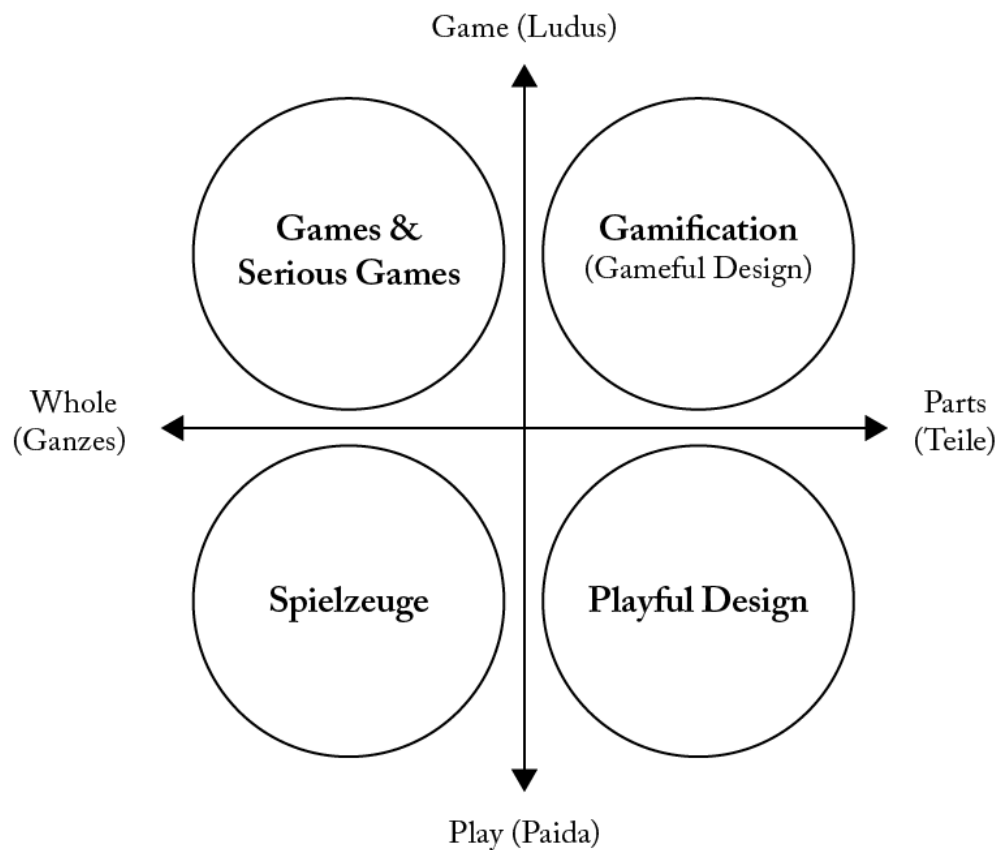 Game (Ludus)
Games &
Serious Games
Gamification
(Gameful Design)
Whole
(Ganzes)
Parts
(Teile)
Spielzeuge
Playful Design
Play (Paida)